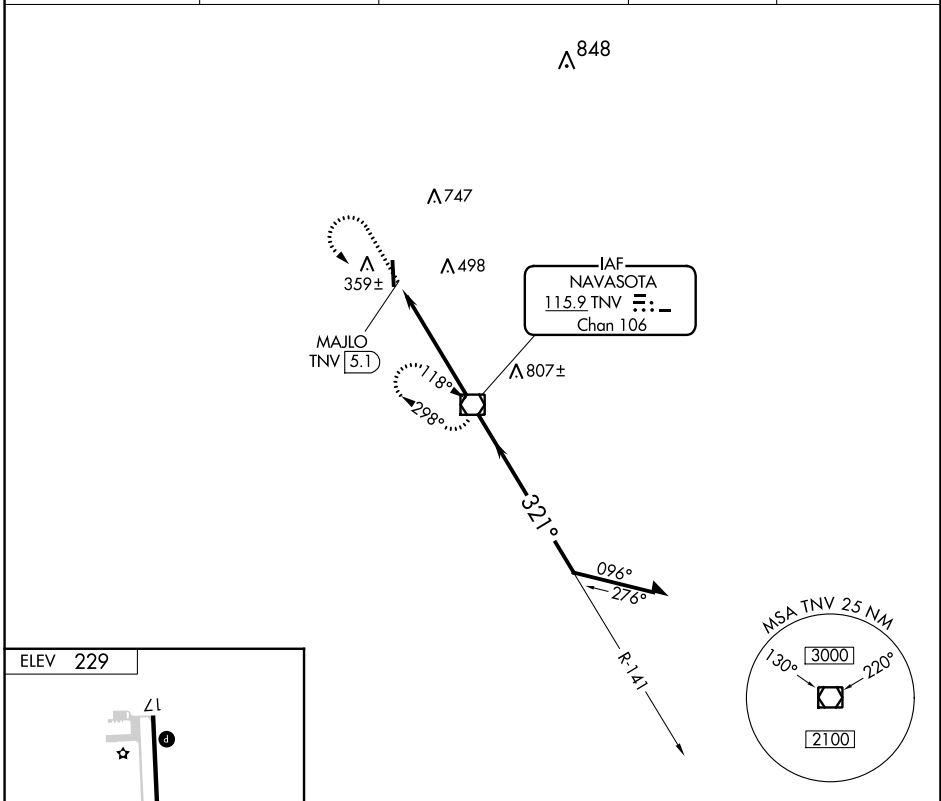 848
747
498
359±
IAF
NAVASOTA
115.9 TNV
Chan 106
MAJLO
TNV 5.1
807±
118°
298°
321°
096°
276°
R-141
MSA TNV 25 NM
130° 3000 220°
2100
ELEV 229
17
P